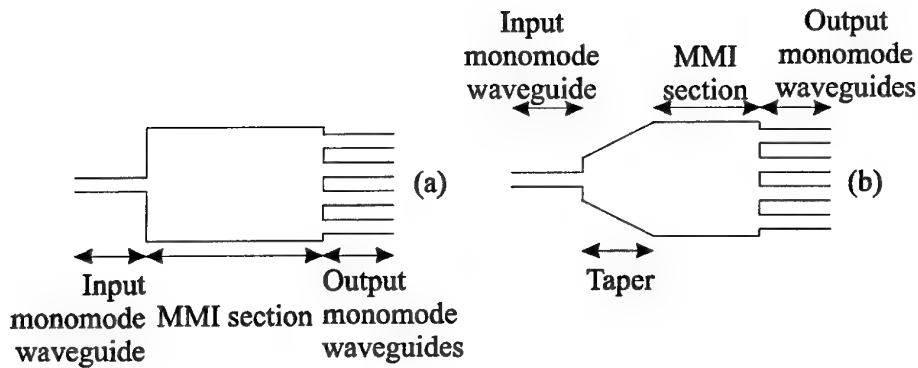 (a)
Input
monomode
waveguide
MMI section
Output
monomode
waveguides
Input
monomode
waveguide
MMI
section
Output
monomode
waveguides
(b)
Taper